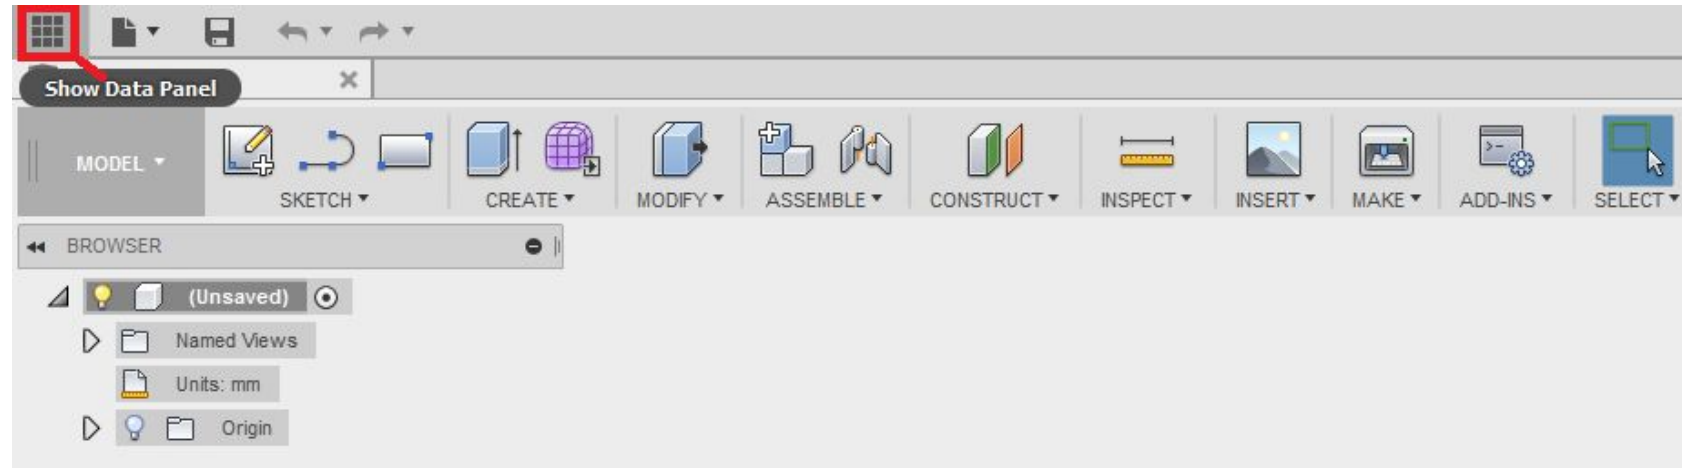 Show Data Panel
MODEL
SKETCH
CREATE
MODIFY
ASSEMBLE
CONSTRUCT
INSPECT
INSERT
MAKE
ADD-INS
SELECT
BROWSER
(Unsaved)
Named Views
Units: mm
Origin